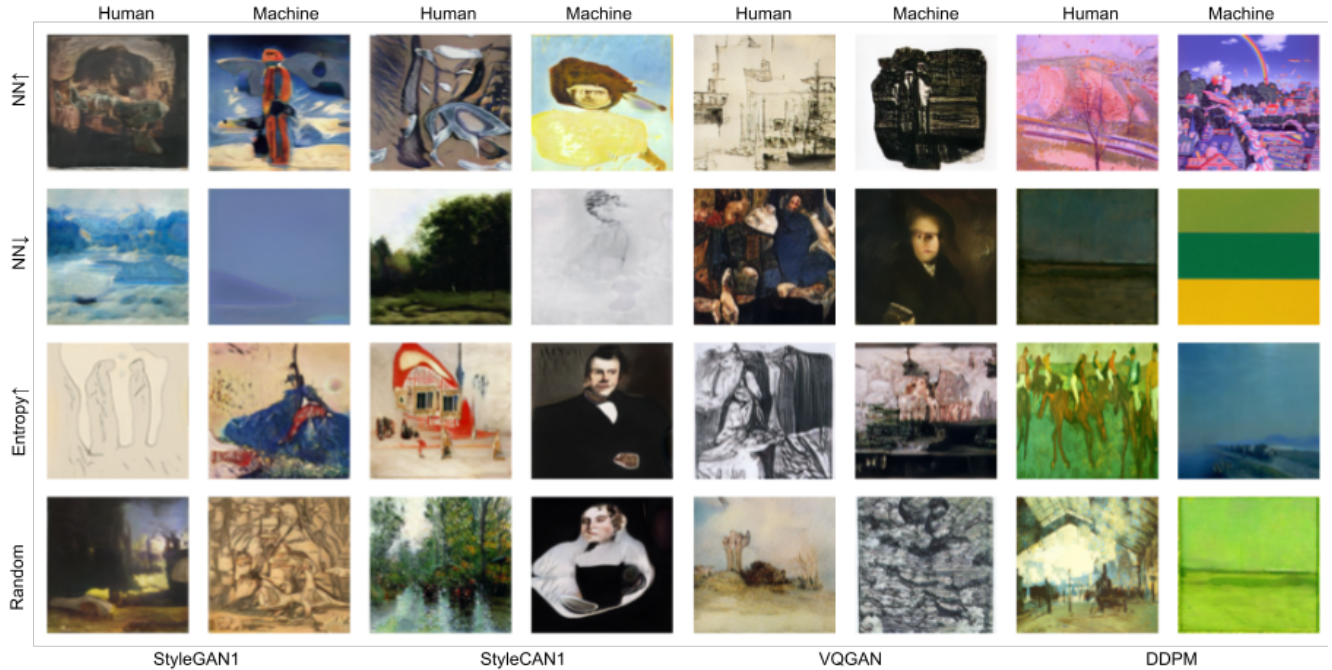 Human Machine Human Machine Human Machine Human Machine
NN↑
NN↓
Entropy↑
Random
StyleGAN1 StyleCAN1 VQGAN DDPM